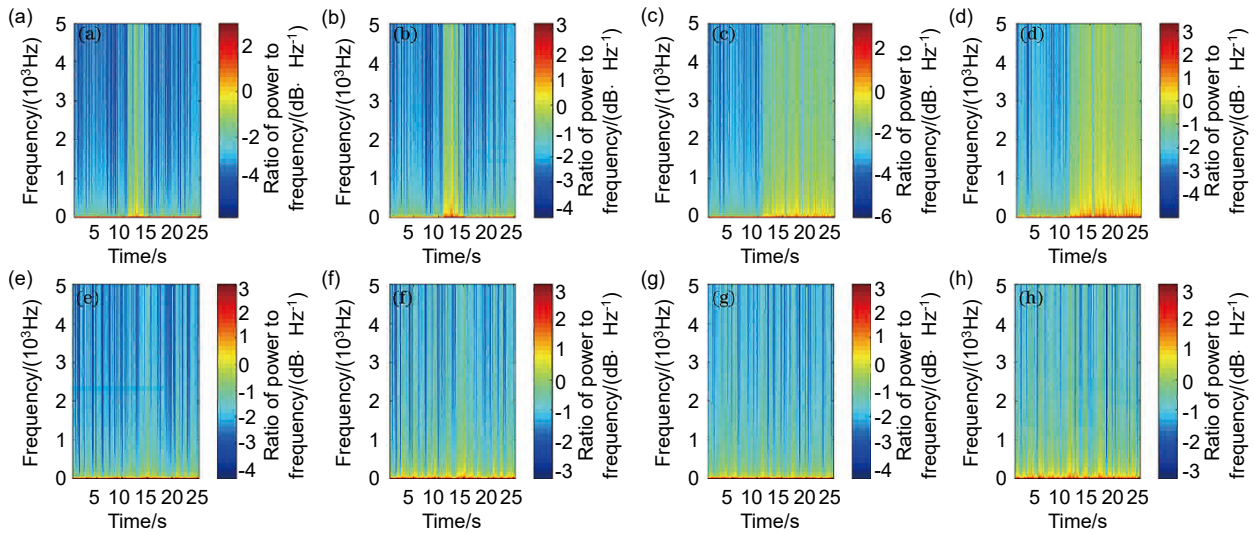 (a)
(b)
(c)
(d)
Frequency/(10³Hz)
5
4
3
2
1
0
(a)
5 10 15 20 25
Time/s
2
0
-2
-4
Ratio of power to
frequency/(dB· Hz⁻¹)
Frequency/(10³Hz)
5
4
3
2
1
0
(b)
5 10 15 20 25
Time/s
3
2
1
0
-1
-2
-3
-4
Ratio of power to
frequency/(dB· Hz⁻¹)
Frequency/(10³Hz)
5
4
3
2
1
0
(c)
5 10 15 20 25
Time/s
2
0
-2
-4
-6
Ratio of power to
frequency/(dB· Hz⁻¹)
Frequency/(10³Hz)
5
4
3
2
1
0
(d)
5 10 15 20 25
Time/s
3
2
1
0
-1
-2
-3
-4
Ratio of power to
frequency/(dB· Hz⁻¹)
(e)
(f)
(g)
(h)
Frequency/(10³Hz)
5
4
3
2
1
0
(e)
5 10 15 20 25
Time/s
3
2
1
0
-1
-2
-3
-4
Ratio of power to
frequency/(dB· Hz⁻¹)
Frequency/(10³Hz)
5
4
3
2
1
0
(f)
5 10 15 20 25
Time/s
3
2
1
0
-1
-2
-3
Ratio of power to
frequency/(dB· Hz⁻¹)
Frequency/(10³Hz)
5
4
3
2
1
0
(g)
5 10 15 20 25
Time/s
3
2
1
0
-1
-2
-3
-4
Ratio of power to
frequency/(dB· Hz⁻¹)
Frequency/(10³Hz)
5
4
3
2
1
0
(h)
5 10 15 20 25
Time/s
3
2
1
0
-1
-2
-3
Ratio of power to
frequency/(dB· Hz⁻¹)